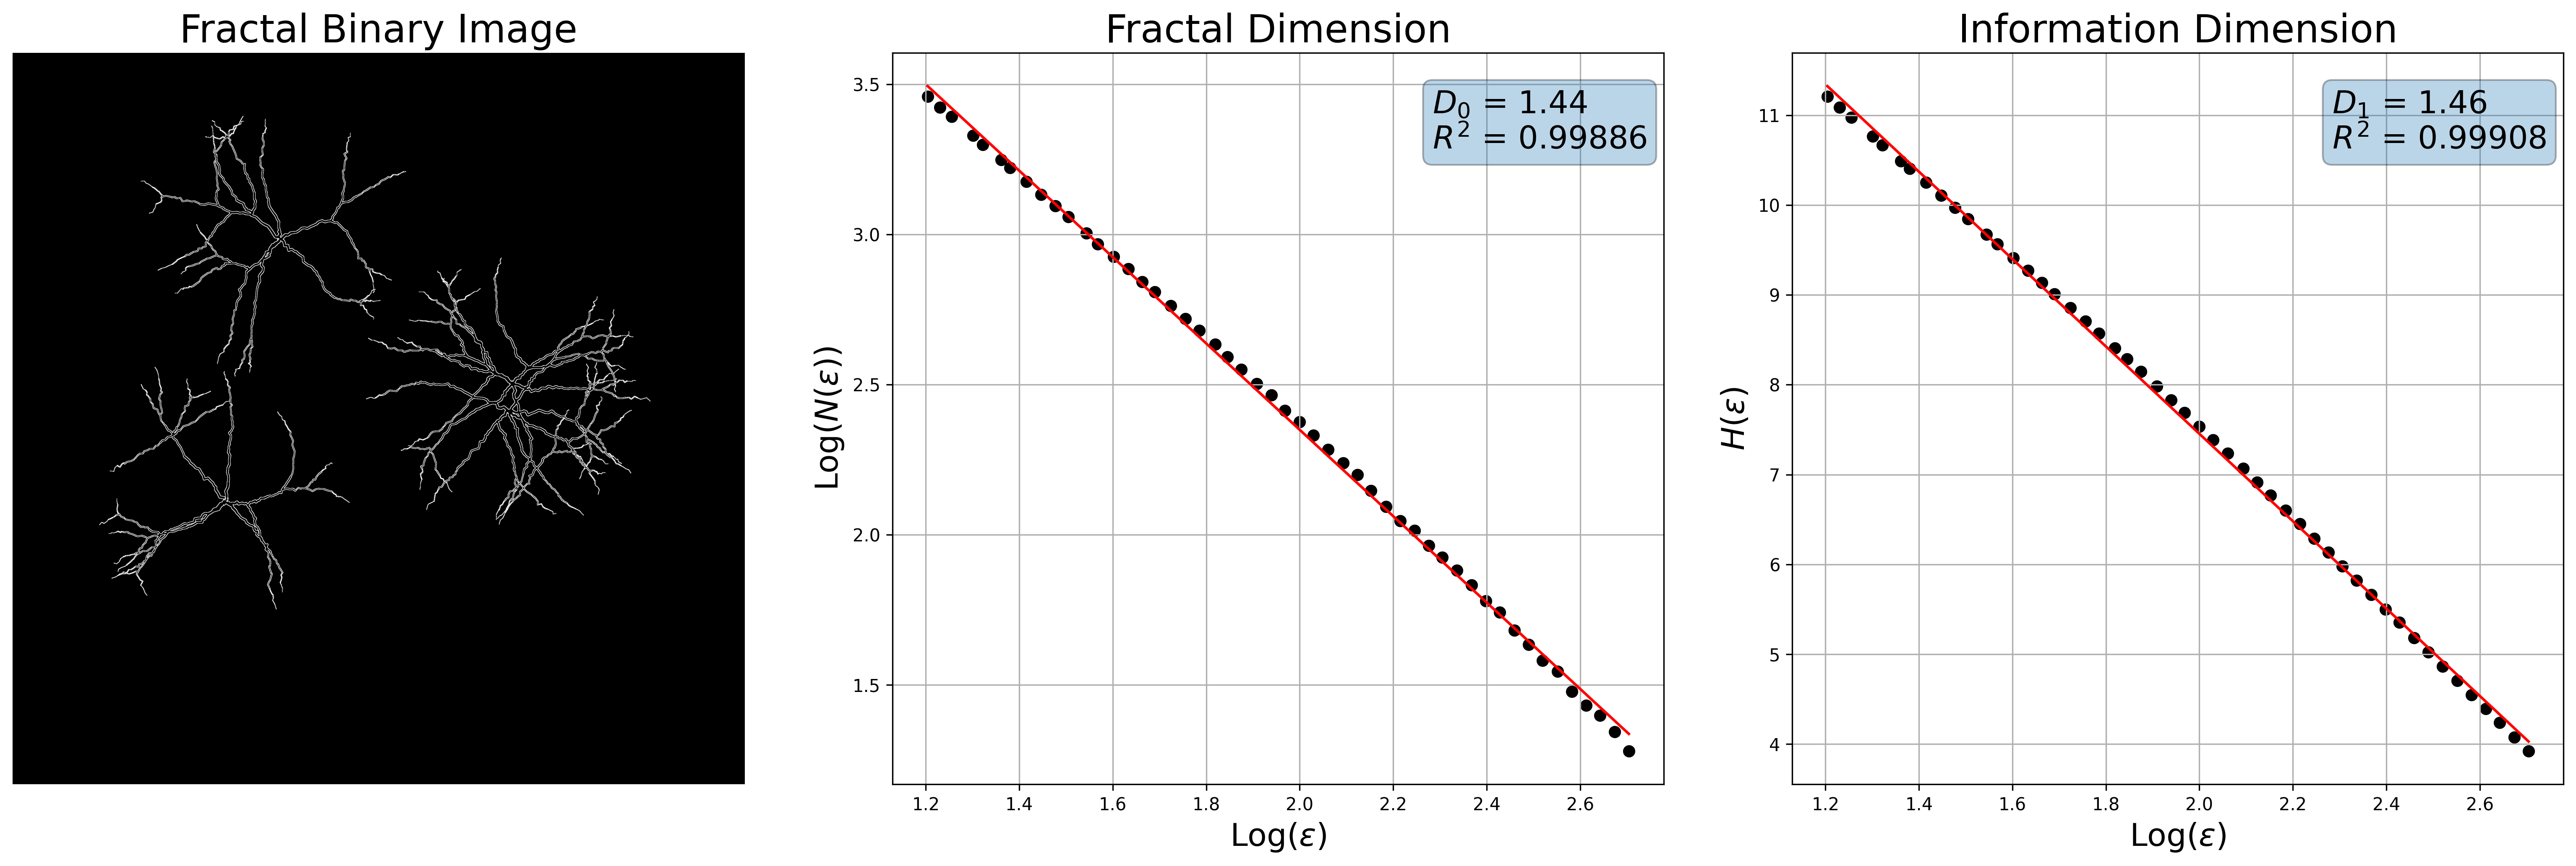 Fractal Binary Image
Fractal Dimension
3.5
3.0
2.5
2.0
1.5
Log(N(ε))
D₀ = 1.44
R² = 0.99886
1.2 1.4 1.6 1.8 2.0 2.2 2.4 2.6
Log(ε)
Information Dimension
11
10
9
8
7
6
5
4
H(ε)
D₁ = 1.46
R² = 0.99908
1.2 1.4 1.6 1.8 2.0 2.2 2.4 2.6
Log(ε)